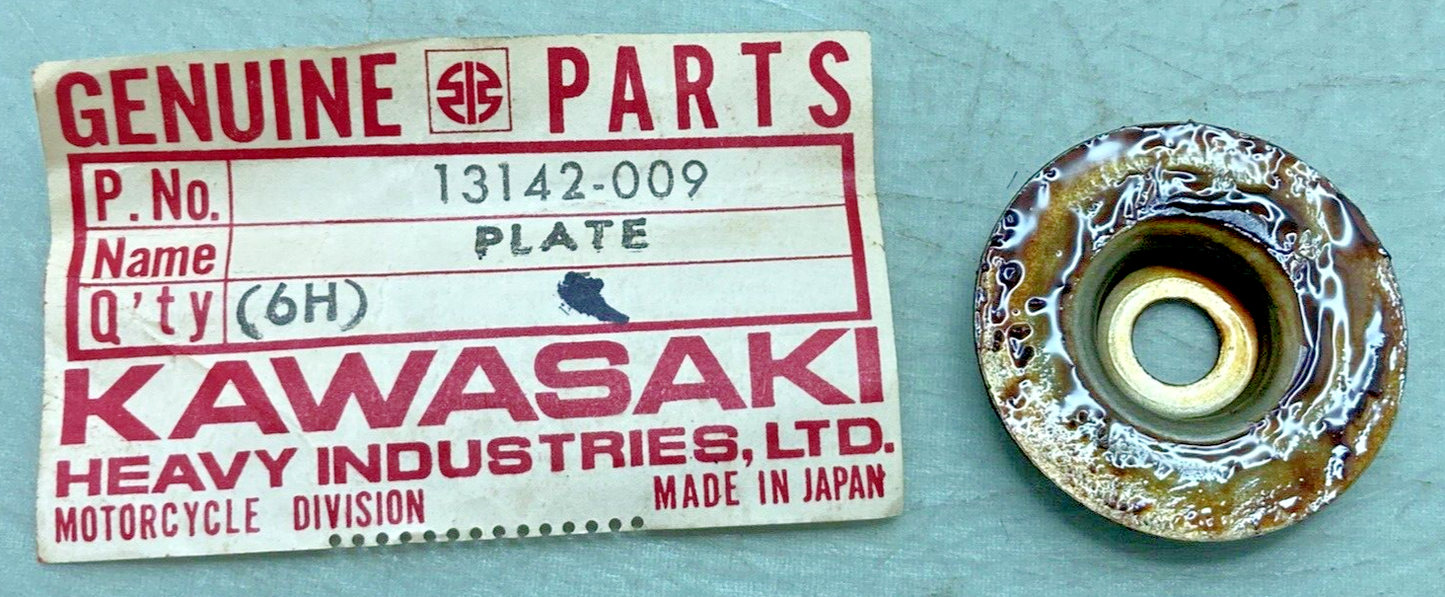 GENUINE PARTS
P. No. 13142-009
Name PLATE
Q'ty (6H)
KAWASAKI
HEAVY INDUSTRIES, LTD.
MOTORCYCLE DIVISION MADE IN JAPAN